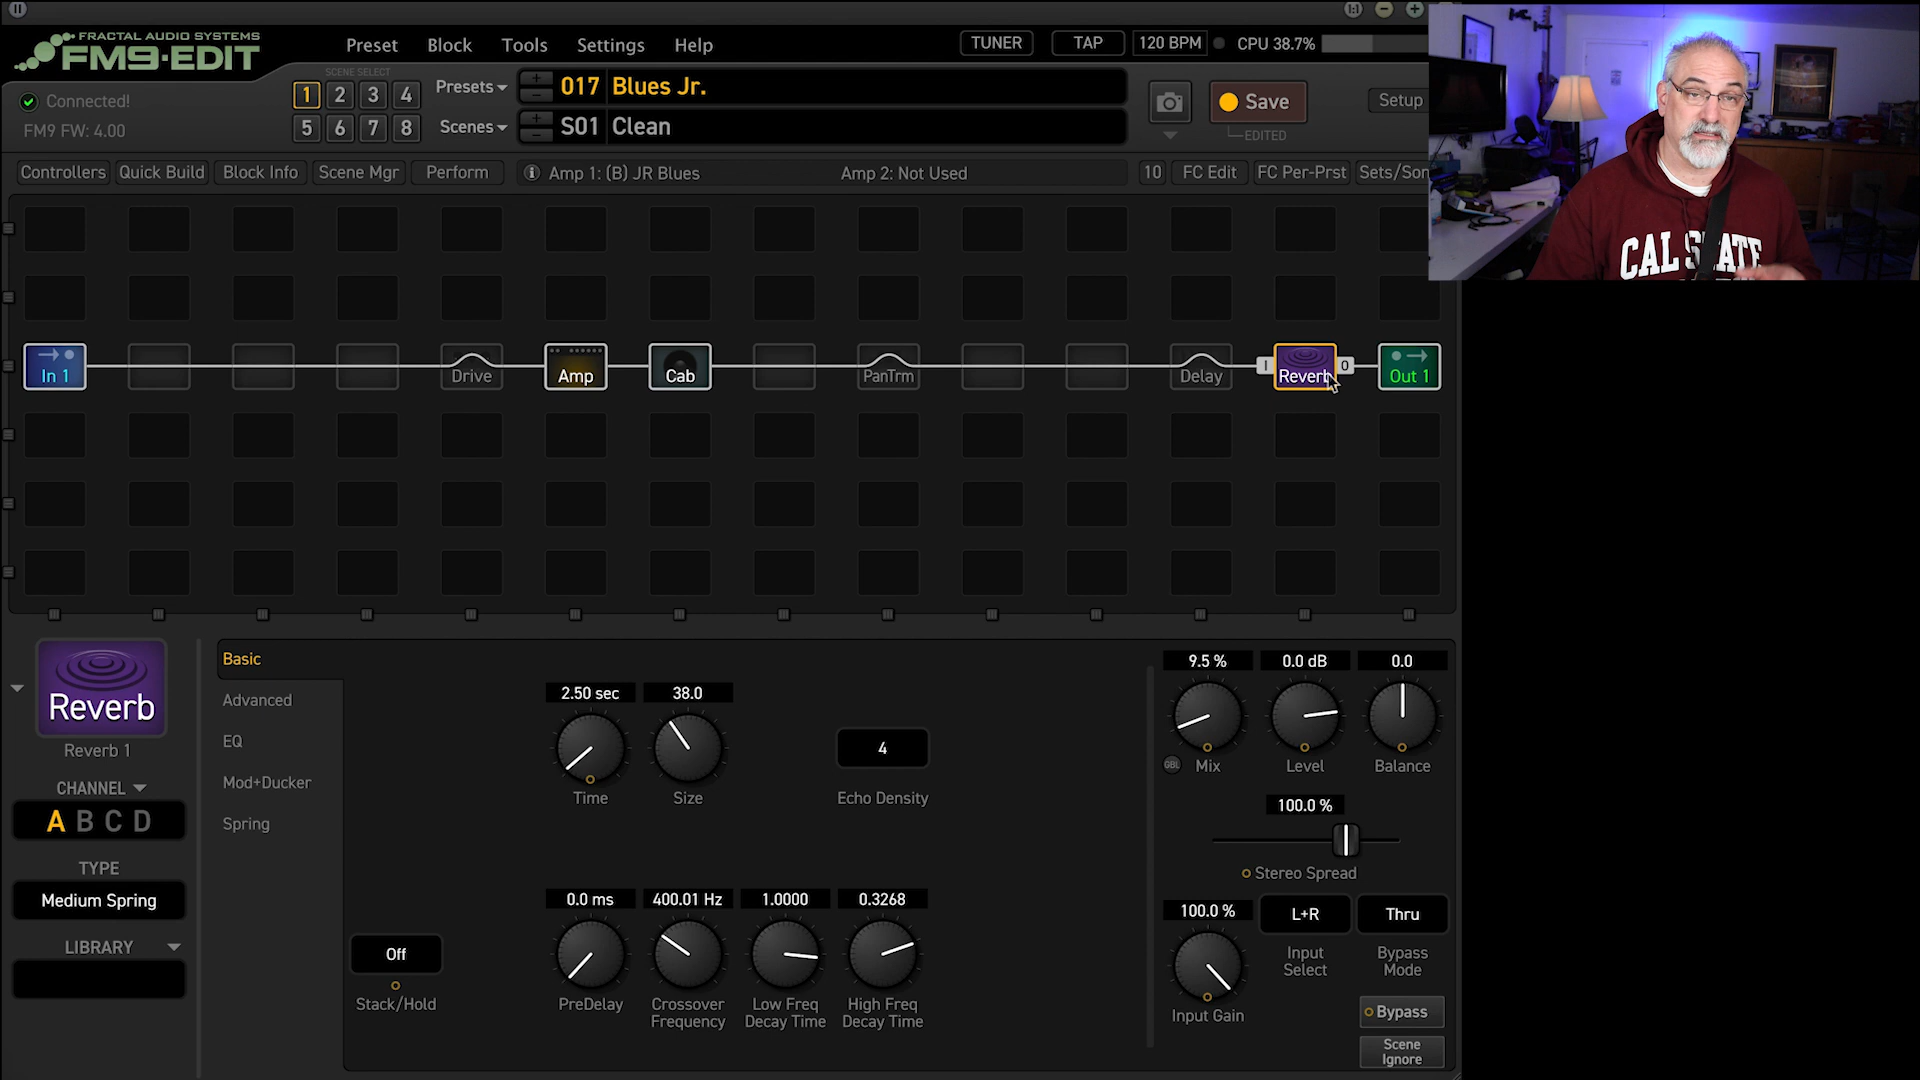 FRACTAL AUDIO SYSTEMS
FM9·EDIT
Preset Block Tools Settings Help
TUNER TAP 120 BPM CPU 38.7%
1:1
SCENE SELECT
1 2 3 4
5 6 7 8
Connected!
FM9 FW: 4.00
Presets 017 Blues Jr.
Scenes S01 Clean
Save
EDITED
Setup
Controllers Quick Build Block Info Scene Mgr Perform
Amp 1: (B) JR Blues Amp 2: Not Used
10 FC Edit FC Per-Prst Sets/Son
CAL STATE
In 1 Drive Amp Cab PanTrm Delay I Reverb O Out 1
Reverb
Reverb 1
CHANNEL
A B C D
TYPE
Medium Spring
LIBRARY
Basic
Advanced
EQ
Mod+Ducker
Spring
2.50 sec 38.0
4
Time Size Echo Density
Off
Stack/Hold
0.0 ms 400.01 Hz 1.0000 0.3268
PreDelay Crossover Frequency Low Freq Decay Time High Freq Decay Time
9.5 % 0.0 dB 0.0
GBL Mix Level Balance
100.0 %
Stereo Spread
100.0 % L+R Thru
Input Gain Input Select Bypass Mode
Bypass
Scene Ignore